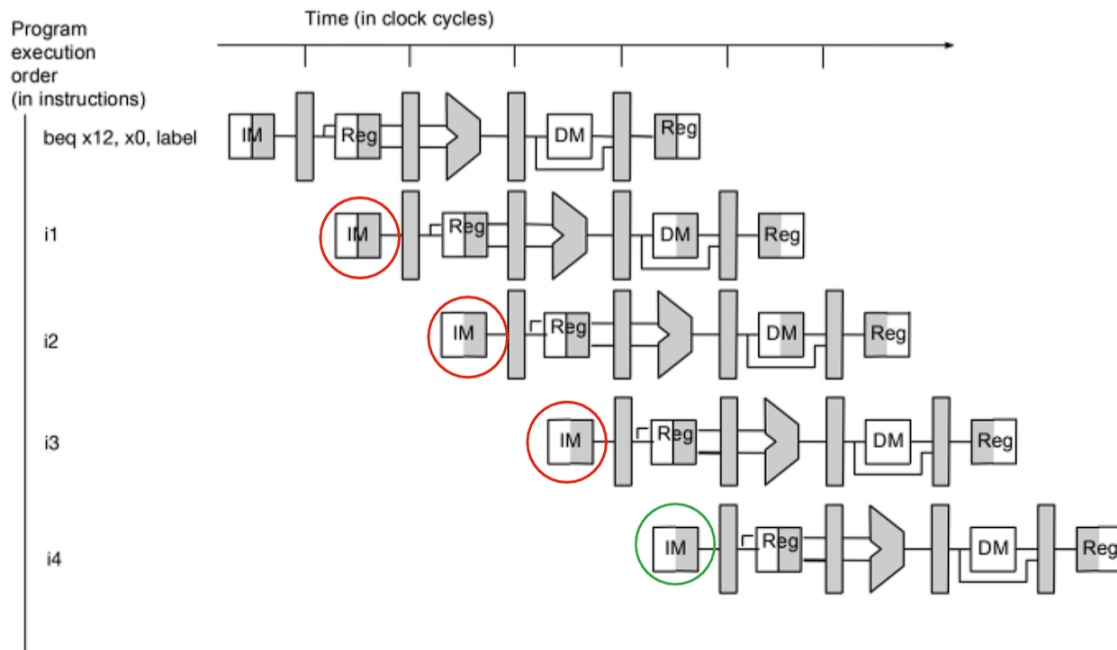 Time (in clock cycles)
Program
execution
order
(in instructions)
beq x12, x0, label
IM
Reg
DM
Reg
i1
IM
Reg
DM
Reg
i2
IM
Reg
DM
Reg
i3
IM
Reg
DM
Reg
i4
IM
Reg
DM
Reg